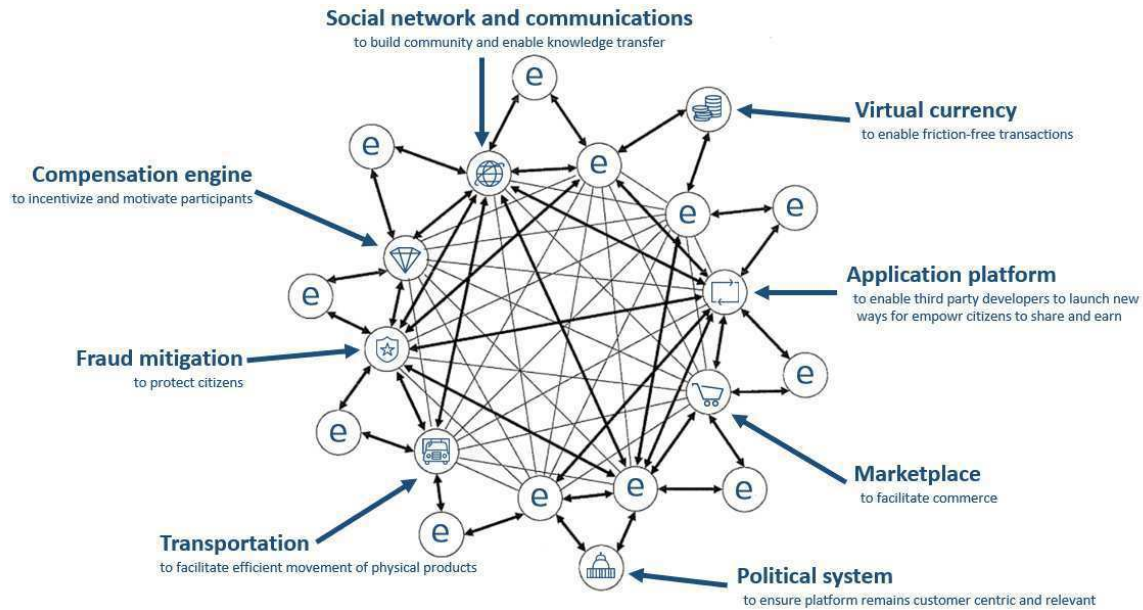 Social network and communications
to build community and enable knowledge transfer
e
e
Virtual currency
to enable friction-free transactions
e
e
Compensation engine
to incentivize and motivate participants
e
e
e
Application platform
to enable third party developers to launch new
ways for empowr citizens to share and earn
Fraud mitigation
to protect citizens
e
e
Marketplace
to facilitate commerce
e
e
e
e
Transportation
to facilitate efficient movement of physical products
Political system
to ensure platform remains customer centric and relevant